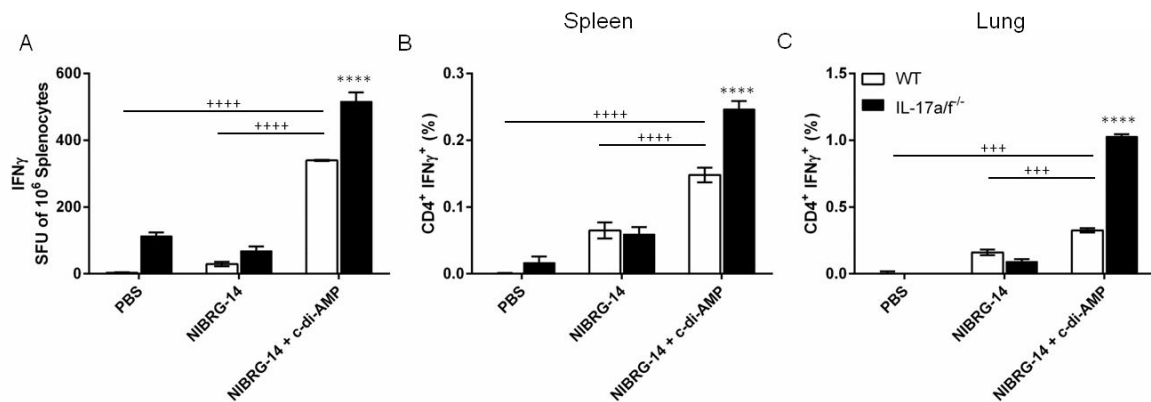 Spleen
Lung
A
600
400
200
0
IFNγ
SFU of 10⁶ Splenocytes
++++
++++
****
PBS
NIBRG-14
NIBRG-14 + c-di-AMP
B
0.3
0.2
0.1
0.0
CD4⁺ IFNγ⁺ (%)
++++
++++
****
PBS
NIBRG-14
NIBRG-14 + c-di-AMP
C
1.5
1.0
0.5
0.0
CD4⁺ IFNγ⁺ (%)
WT
IL-17a/f⁻/⁻
+++
+++
****
PBS
NIBRG-14
NIBRG-14 + c-di-AMP